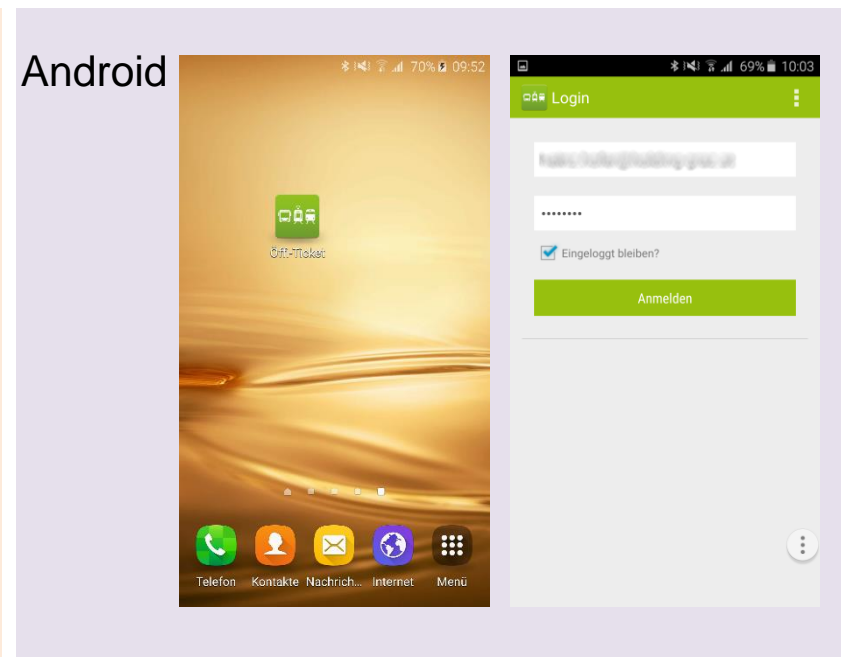 Android
70% 09:52
Öffi-Ticket
Telefon Kontakte Nachrich... Internet Menü
69% 10:03
Login
••••••••
Eingeloggt bleiben?
Anmelden